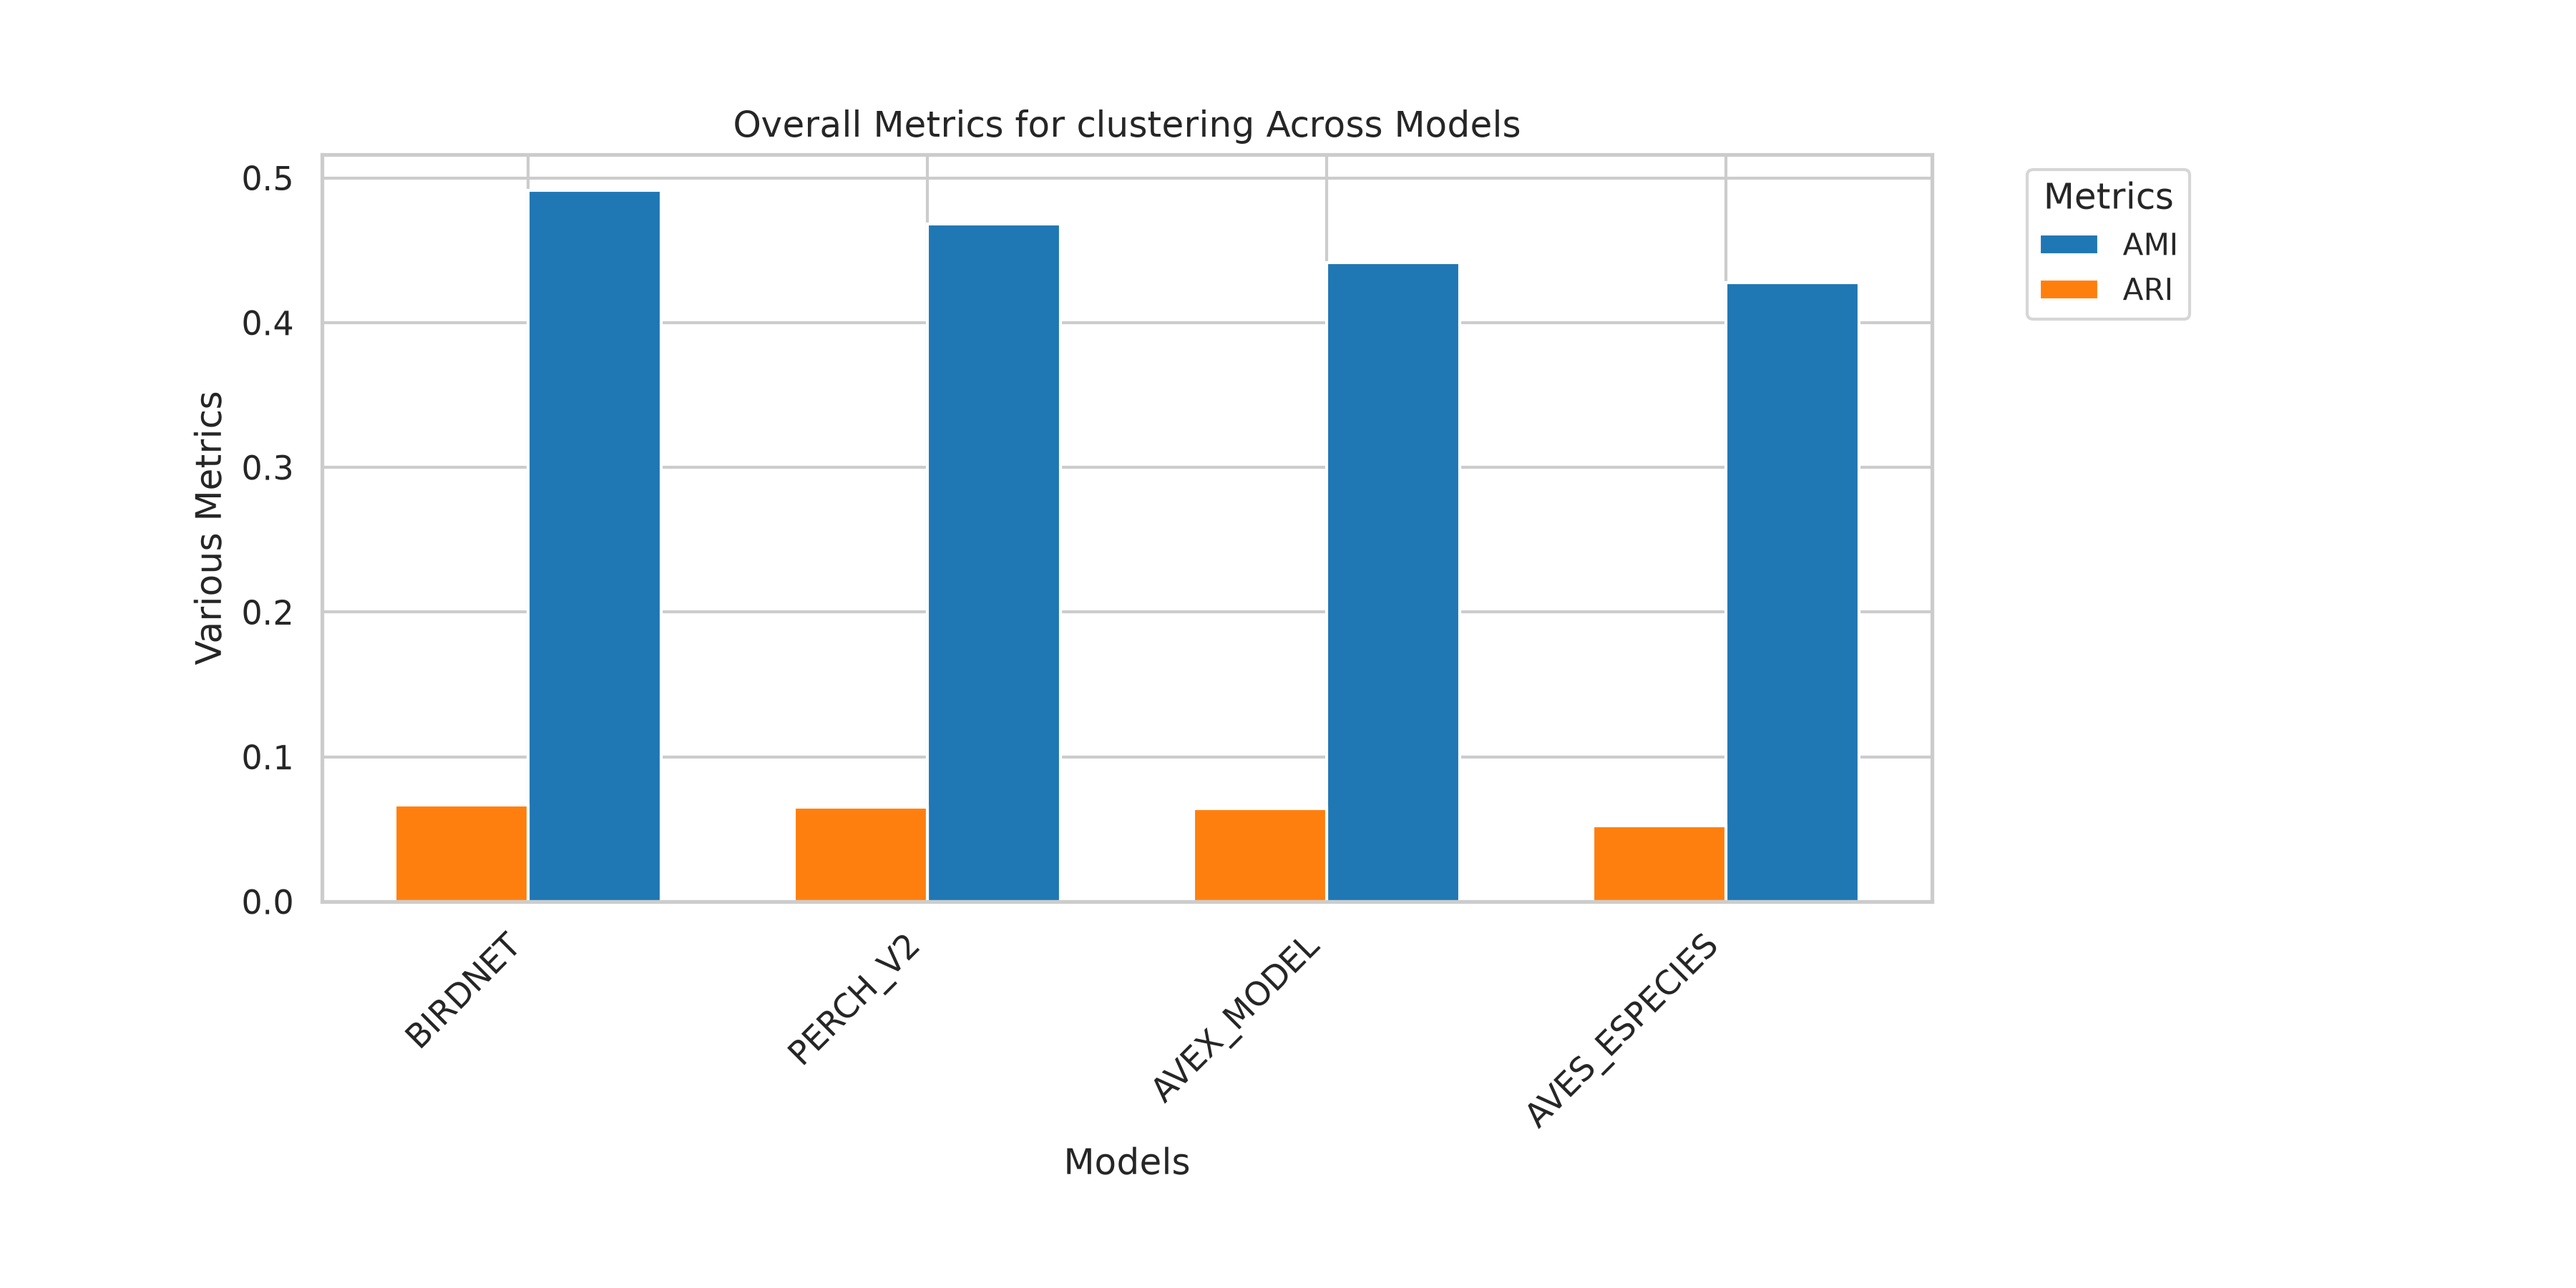 Overall Metrics for clustering Across Models
Metrics
AMI
ARI
Various Metrics
0.5
0.4
0.3
0.2
0.1
0.0
BIRDNET
PERCH_V2
AVEX_MODEL
AVES_ESPECIES
Models